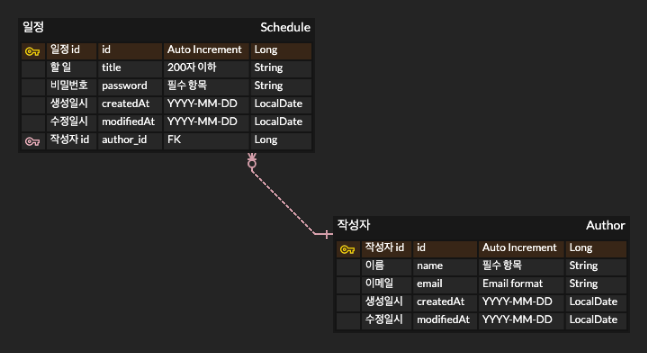 일정 Schedule
일정 id id Auto Increment Long
할 일 title 200자 이하 String
비밀번호 password 필수 항목 String
생성일시 createdAt YYYY-MM-DD LocalDate
수정일시 modifiedAt YYYY-MM-DD LocalDate
작성자 id author_id FK Long
작성자 Author
작성자 id id Auto Increment Long
이름 name 필수 항목 String
이메일 email Email format String
생성일시 createdAt YYYY-MM-DD LocalDate
수정일시 modifiedAt YYYY-MM-DD LocalDate